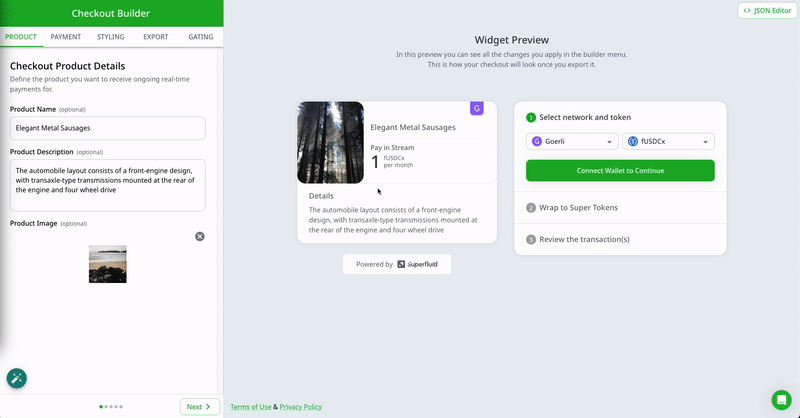 Checkout Builder
PRODUCT
PAYMENT
STYLING
EXPORT
GATING
Checkout Product Details
Define the product you want to receive ongoing real-time
payments for.
Product Name (optional)
Elegant Metal Sausages
Product Description (optional)
The automobile layout consists of a front-engine design,
with transaxle-type transmissions mounted at the rear of
the engine and four wheel drive
Product Image (optional)
Next
JSON Editor
Widget Preview
In this preview you can see all the changes you apply in the builder menu.
This is how your checkout will look once you export it.
G
Elegant Metal Sausages
Pay in Stream
1 fUSDCx
per month
Details
The automobile layout consists of a front-engine
design, with transaxle-type transmissions mounted at
the rear of the engine and four wheel drive
Powered by superfluid
1 Select network and token
G Goerli
fUSDCx
Connect Wallet to Continue
2 Wrap to Super Tokens
3 Review the transaction(s)
Terms of Use & Privacy Policy